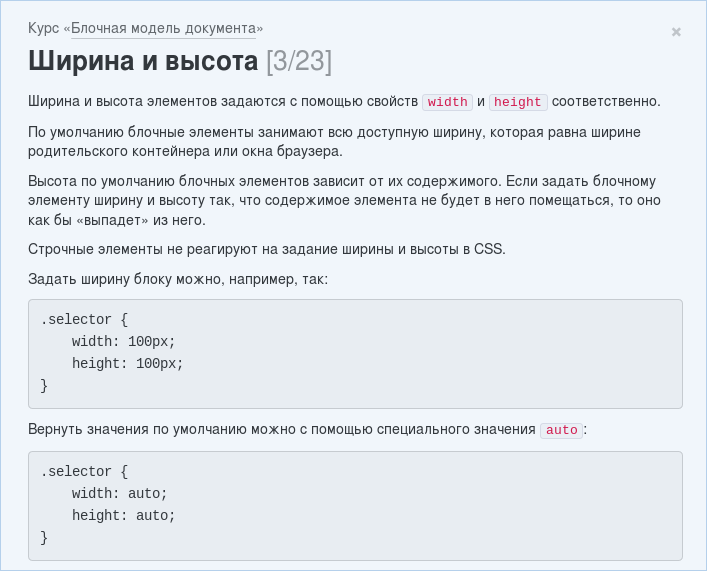 Курс «Блочная модель документа»
×
Ширина и высота [3/23]
Ширина и высота элементов задаются с помощью свойств width и height соответственно.
По умолчанию блочные элементы занимают всю доступную ширину, которая равна ширине
родительского контейнера или окна браузера.
Высота по умолчанию блочных элементов зависит от их содержимого. Если задать блочному
элементу ширину и высоту так, что содержимое элемента не будет в него помещаться, то оно
как бы «выпадет» из него.
Строчные элементы не реагируют на задание ширины и высоты в CSS.
Задать ширину блоку можно, например, так:
.selector {
    width: 100px;
    height: 100px;
}
Вернуть значения по умолчанию можно с помощью специального значения auto:
.selector {
    width: auto;
    height: auto;
}